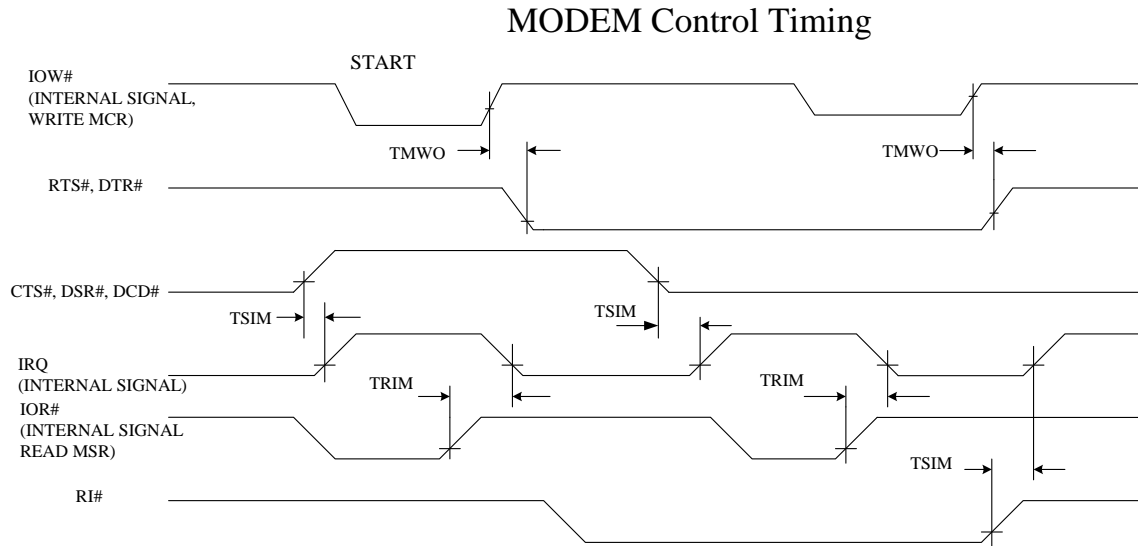 MODEM Control Timing
START
IOW#
(INTERNAL SIGNAL,
WRITE MCR)
TMWO
TMWO
RTS#, DTR#
CTS#, DSR#, DCD#
TSIM
TSIM
IRQ
(INTERNAL SIGNAL)
TRIM
TRIM
IOR#
(INTERNAL SIGNAL
READ MSR)
TSIM
RI#